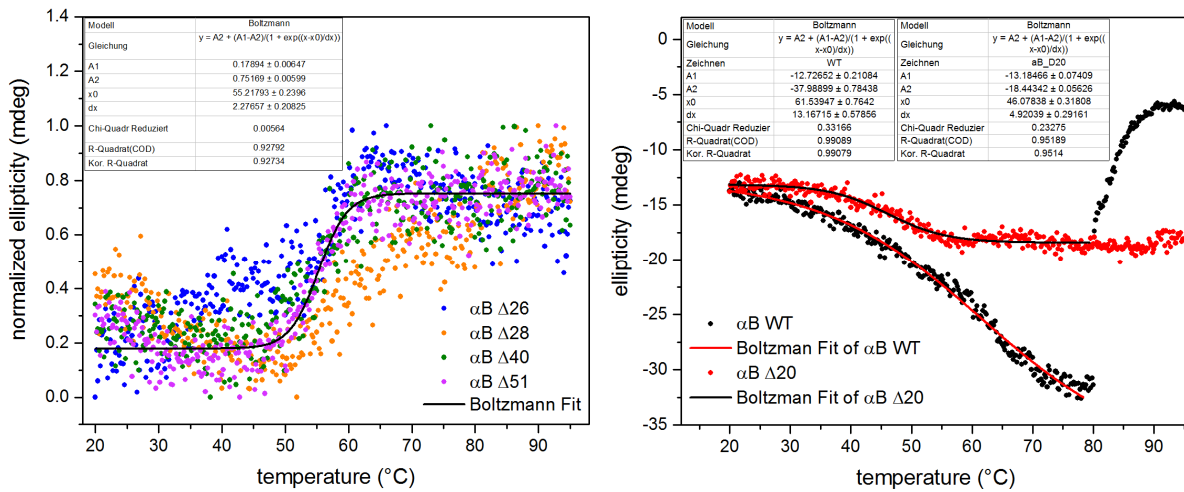 normalized ellipticity (mdeg)
1.4
1.2
1.0
0.8
0.6
0.4
0.2
0.0
Modell Boltzmann
Gleichung y = A2 + (A1-A2)/(1 + exp((x-x0)/dx))
A1 0.17894 ± 0.00647
A2 0.75169 ± 0.00599
x0 55.21793 ± 0.2396
dx 2.27657 ± 0.20825
Chi-Quadr Reduziert 0.00564
R-Quadrat(COD) 0.92792
Kor. R-Quadrat 0.92734
αB Δ26
αB Δ28
αB Δ40
αB Δ51
Boltzmann Fit
20 30 40 50 60 70 80 90
temperature (°C)
ellipticity (mdeg)
0
-5
-10
-15
-20
-25
-30
-35
Modell Boltzmann
Gleichung y = A2 + (A1-A2)/(1 + exp((
x-x0)/dx))
Zeichnen WT
A1 -12.72652 ± 0.21084
A2 -37.98899 ± 0.78438
x0 61.53947 ± 0.7642
dx 13.16715 ± 0.57856
Chi-Quadr Reduzier 0.33166
R-Quadrat(COD) 0.99089
Kor. R-Quadrat 0.99079
Modell Boltzmann
Gleichung y = A2 + (A1-A2)/(1 + exp((
x-x0)/dx))
Zeichnen aB_D20
A1 -13.18466 ± 0.07409
A2 -18.44342 ± 0.05626
x0 46.07838 ± 0.31808
dx 4.92039 ± 0.29161
Chi-Quadr Reduzier 0.23275
R-Quadrat(COD) 0.95189
Kor. R-Quadrat 0.9514
αB WT
Boltzman Fit of αB WT
αB Δ20
Boltzman Fit of αB Δ20
20 30 40 50 60 70 80 90
temperature (°C)